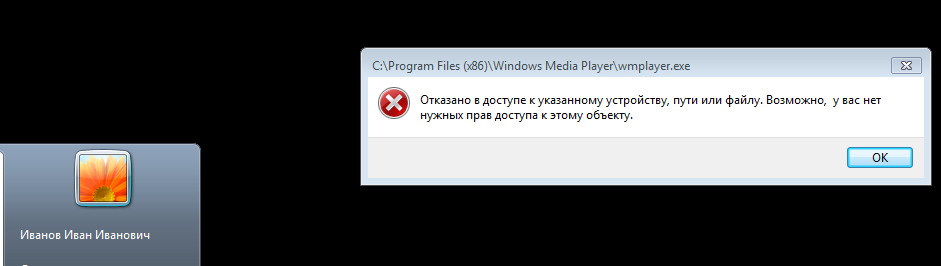 C:\Program Files (x86)\Windows Media Player\wmplayer.exe
Отказано в доступе к указанному устройству, пути или файлу. Возможно,  у вас нет
нужных прав доступа к этому объекту.
OK
Иванов Иван Иванович